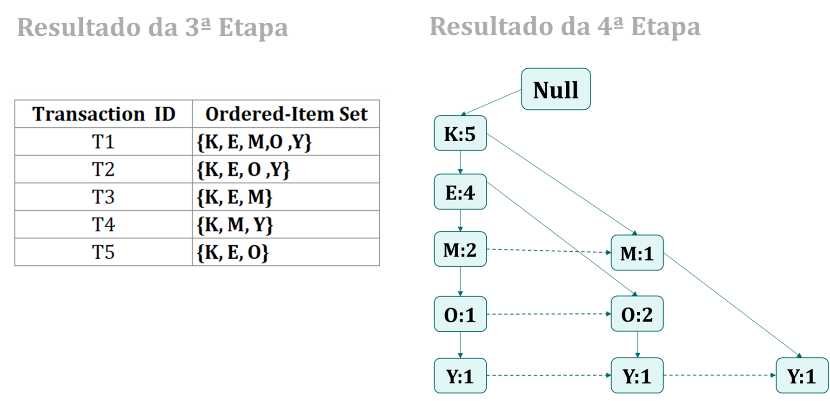 Resultado da 3ª Etapa
Transaction ID Ordered-Item Set
T1 {K, E, M,O ,Y}
T2 {K, E, O ,Y}
T3 {K, E, M}
T4 {K, M, Y}
T5 {K, E, O}
Resultado da 4ª Etapa
Null
K:5
E:4
M:2 M:1
O:1 O:2
Y:1 Y:1 Y:1